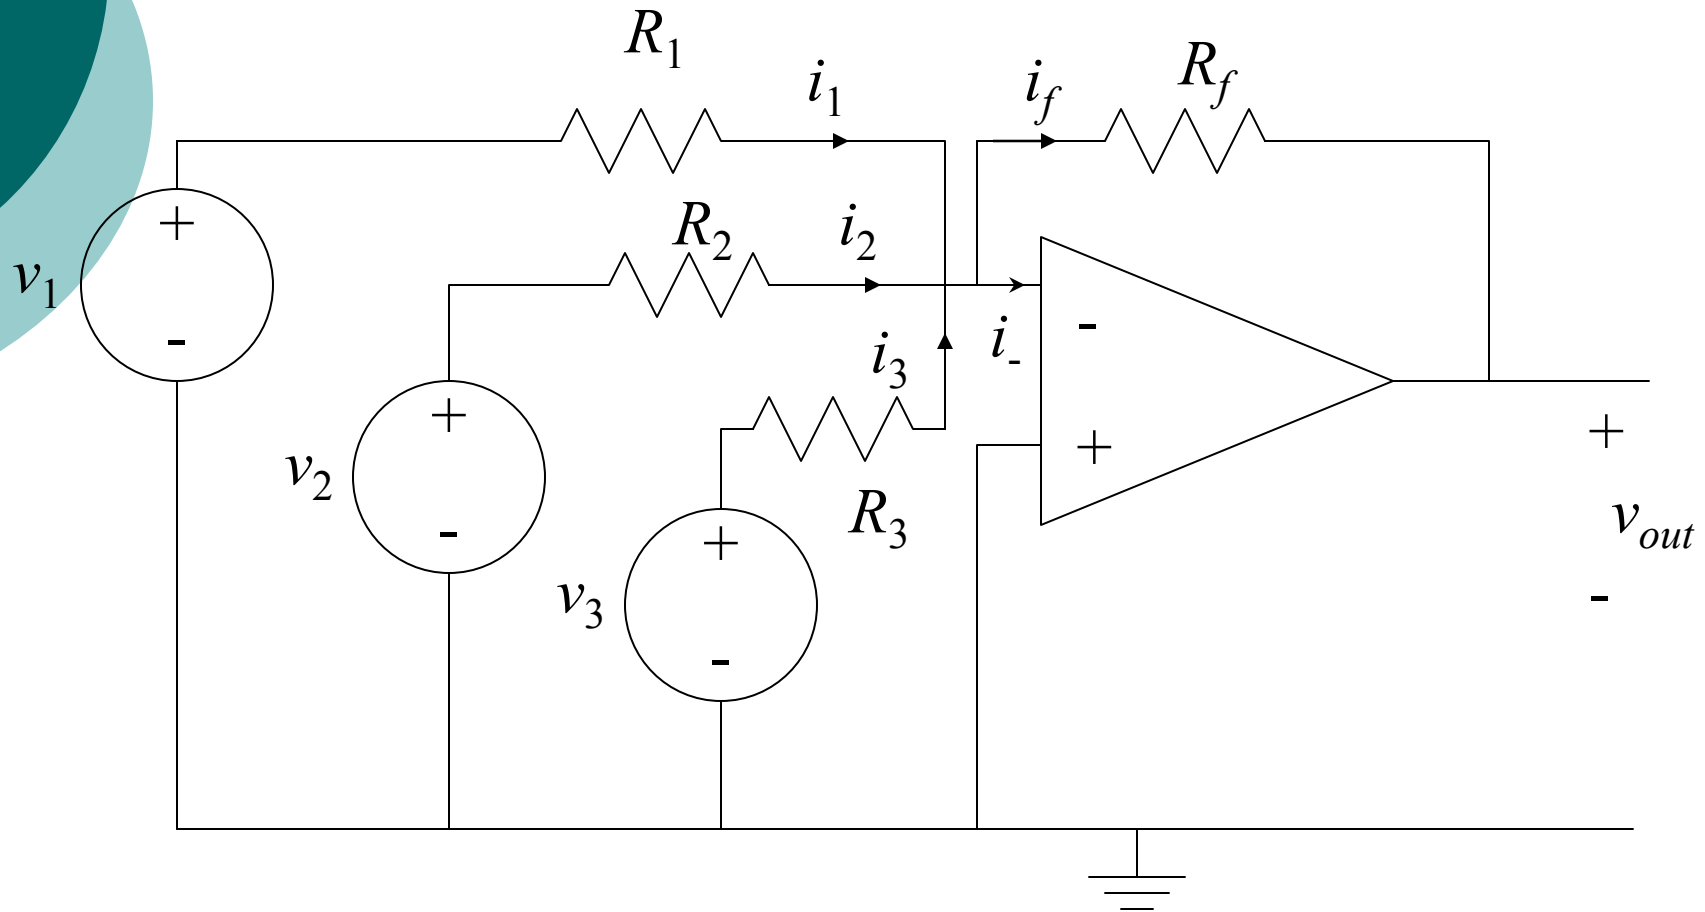 R1
i1
if
Rf
+
v1
-
R2
i2
i3
i-
-
+
+
v2
-
R3
+
v3
-
+
vout
-